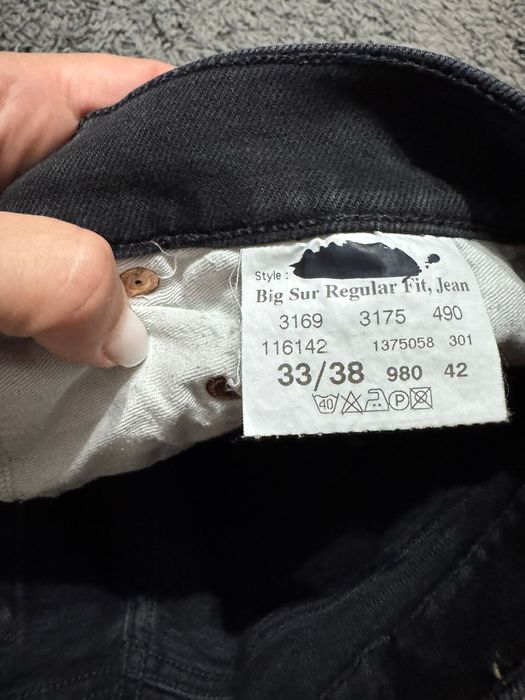 Style :
Big Sur Regular Fit, Jean
3169 3175 490
116142 1375058 301
33/38 980 42
40 P